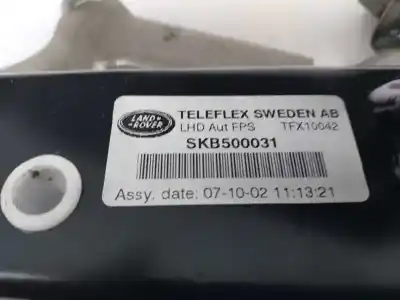 LAND
ROVER
TELEFLEX SWEDEN AB
LHD Aut FPS TFX10042
SKB500031
Assy. date: 07-10-02 11:13:21